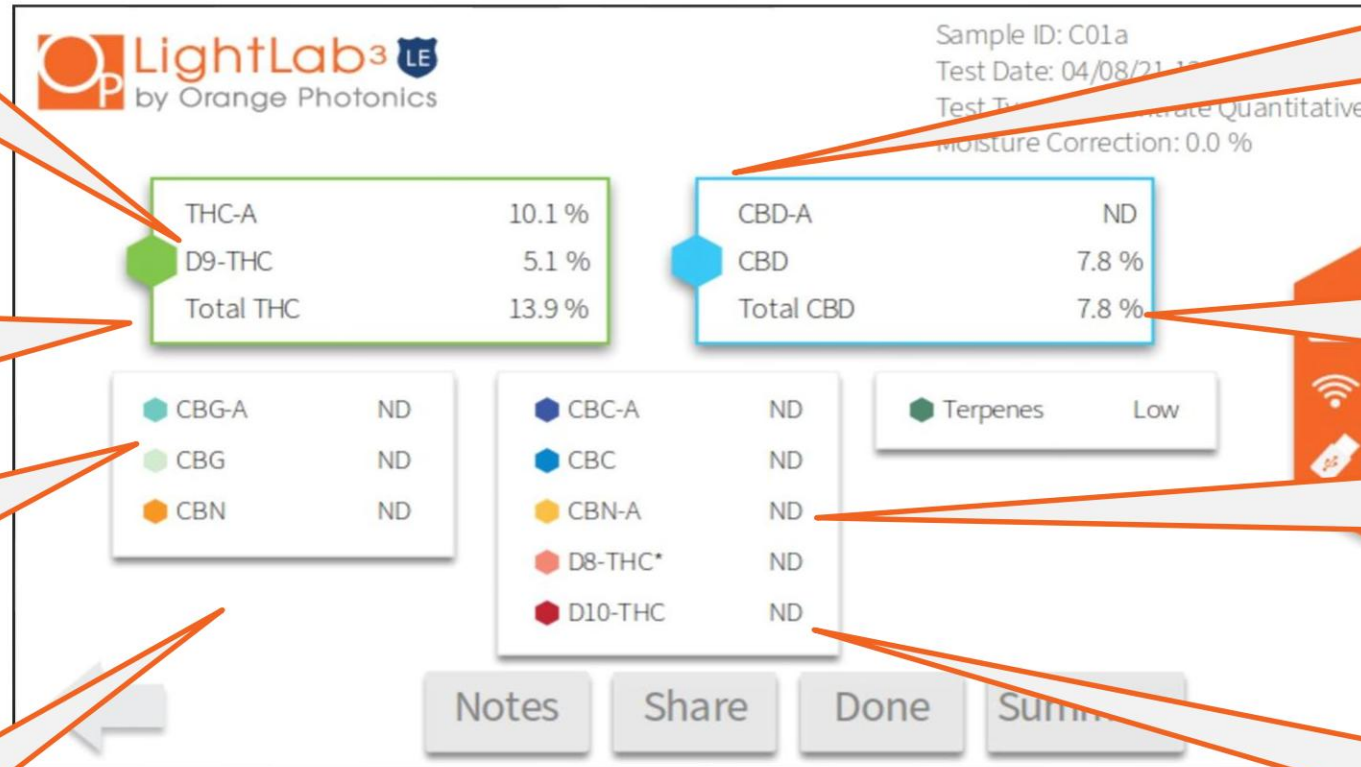 LightLab3 LE
by Orange Photonics
OP
Sample ID: C01a
Test Date: 04/08/21
Test Quantitative
Moisture Correction: 0.0 %
THC-A 10.1 %
D9-THC 5.1 %
Total THC 13.9 %
CBD-A ND
CBD 7.8 %
Total CBD 7.8 %
CBG-A ND
CBG ND
CBN ND
CBC-A ND
CBC ND
CBN-A ND
D8-THC* ND
D10-THC ND
Terpenes Low
Notes
Share
Done